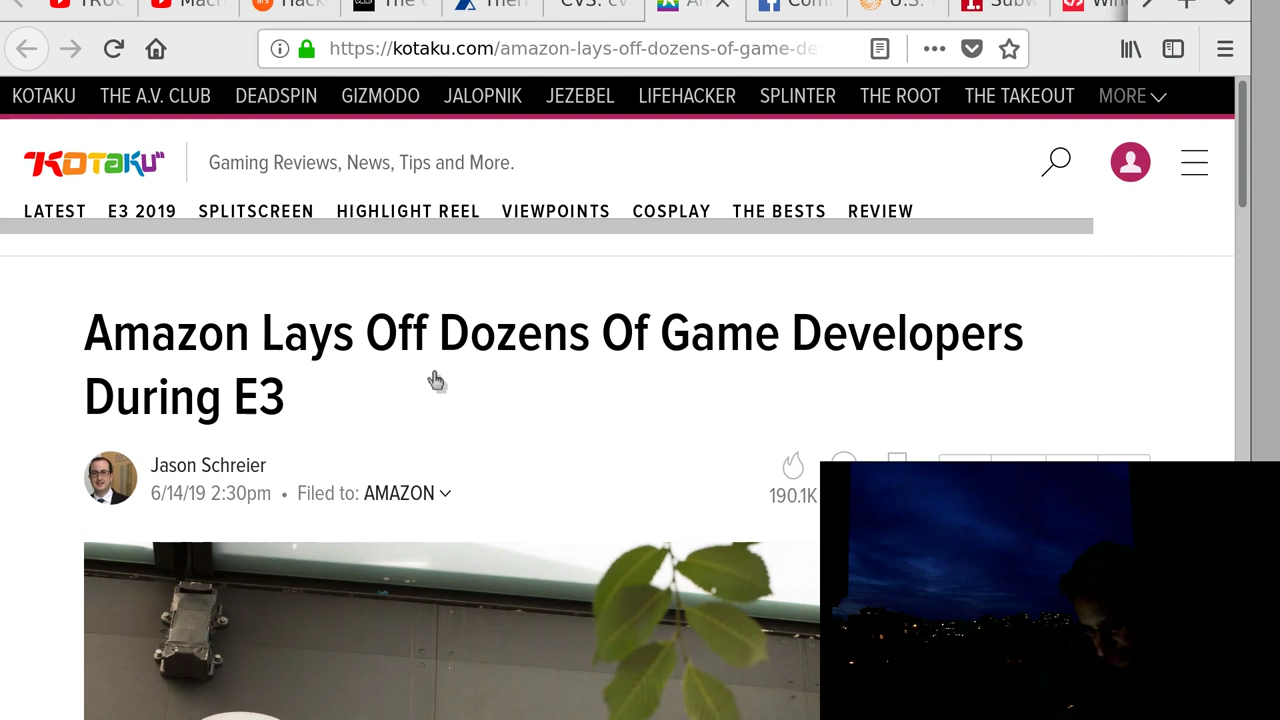 https://kotaku.com/amazon-lays-off-dozens-of-game-de
KOTAKU THE A.V. CLUB DEADSPIN GIZMODO JALOPNIK JEZEBEL LIFEHACKER SPLINTER THE ROOT THE TAKEOUT MORE
KOTAKU Gaming Reviews, News, Tips and More.
LATEST E3 2019 SPLITSCREEN HIGHLIGHT REEL VIEWPOINTS COSPLAY THE BESTS REVIEW
Amazon Lays Off Dozens Of Game Developers
During E3
Jason Schreier
6/14/19 2:30pm • Filed to: AMAZON
190.1K